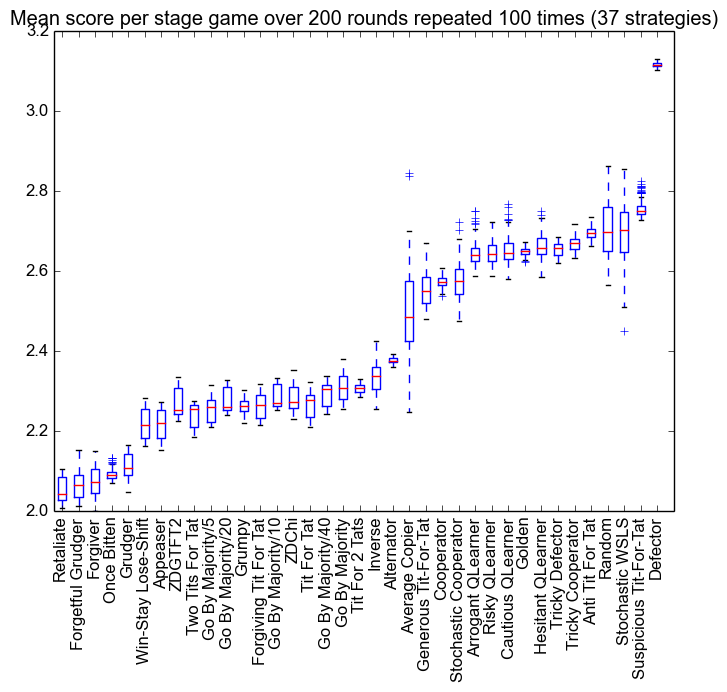 Mean score per stage game over 200 rounds repeated 100 times (37 strategies)
3.2
3.0
2.8
2.6
2.4
2.2
2.0
Retaliate
Forgetful Grudger
Forgiver
Once Bitten
Grudger
Win-Stay Lose-Shift
Appeaser
ZDGTFT2
Two Tits For Tat
Go By Majority/5
Go By Majority/20
Grumpy
Forgiving Tit For Tat
Go By Majority/10
ZDChi
Tit For Tat
Go By Majority/40
Go By Majority
Tit For 2 Tats
Inverse
Alternator
Average Copier
Generous Tit-For-Tat
Cooperator
Stochastic Cooperator
Arrogant QLearner
Risky QLearner
Cautious QLearner
Golden
Hesitant QLearner
Tricky Defector
Tricky Cooperator
Anti Tit For Tat
Random
Stochastic WSLS
Suspicious Tit-For-Tat
Defector